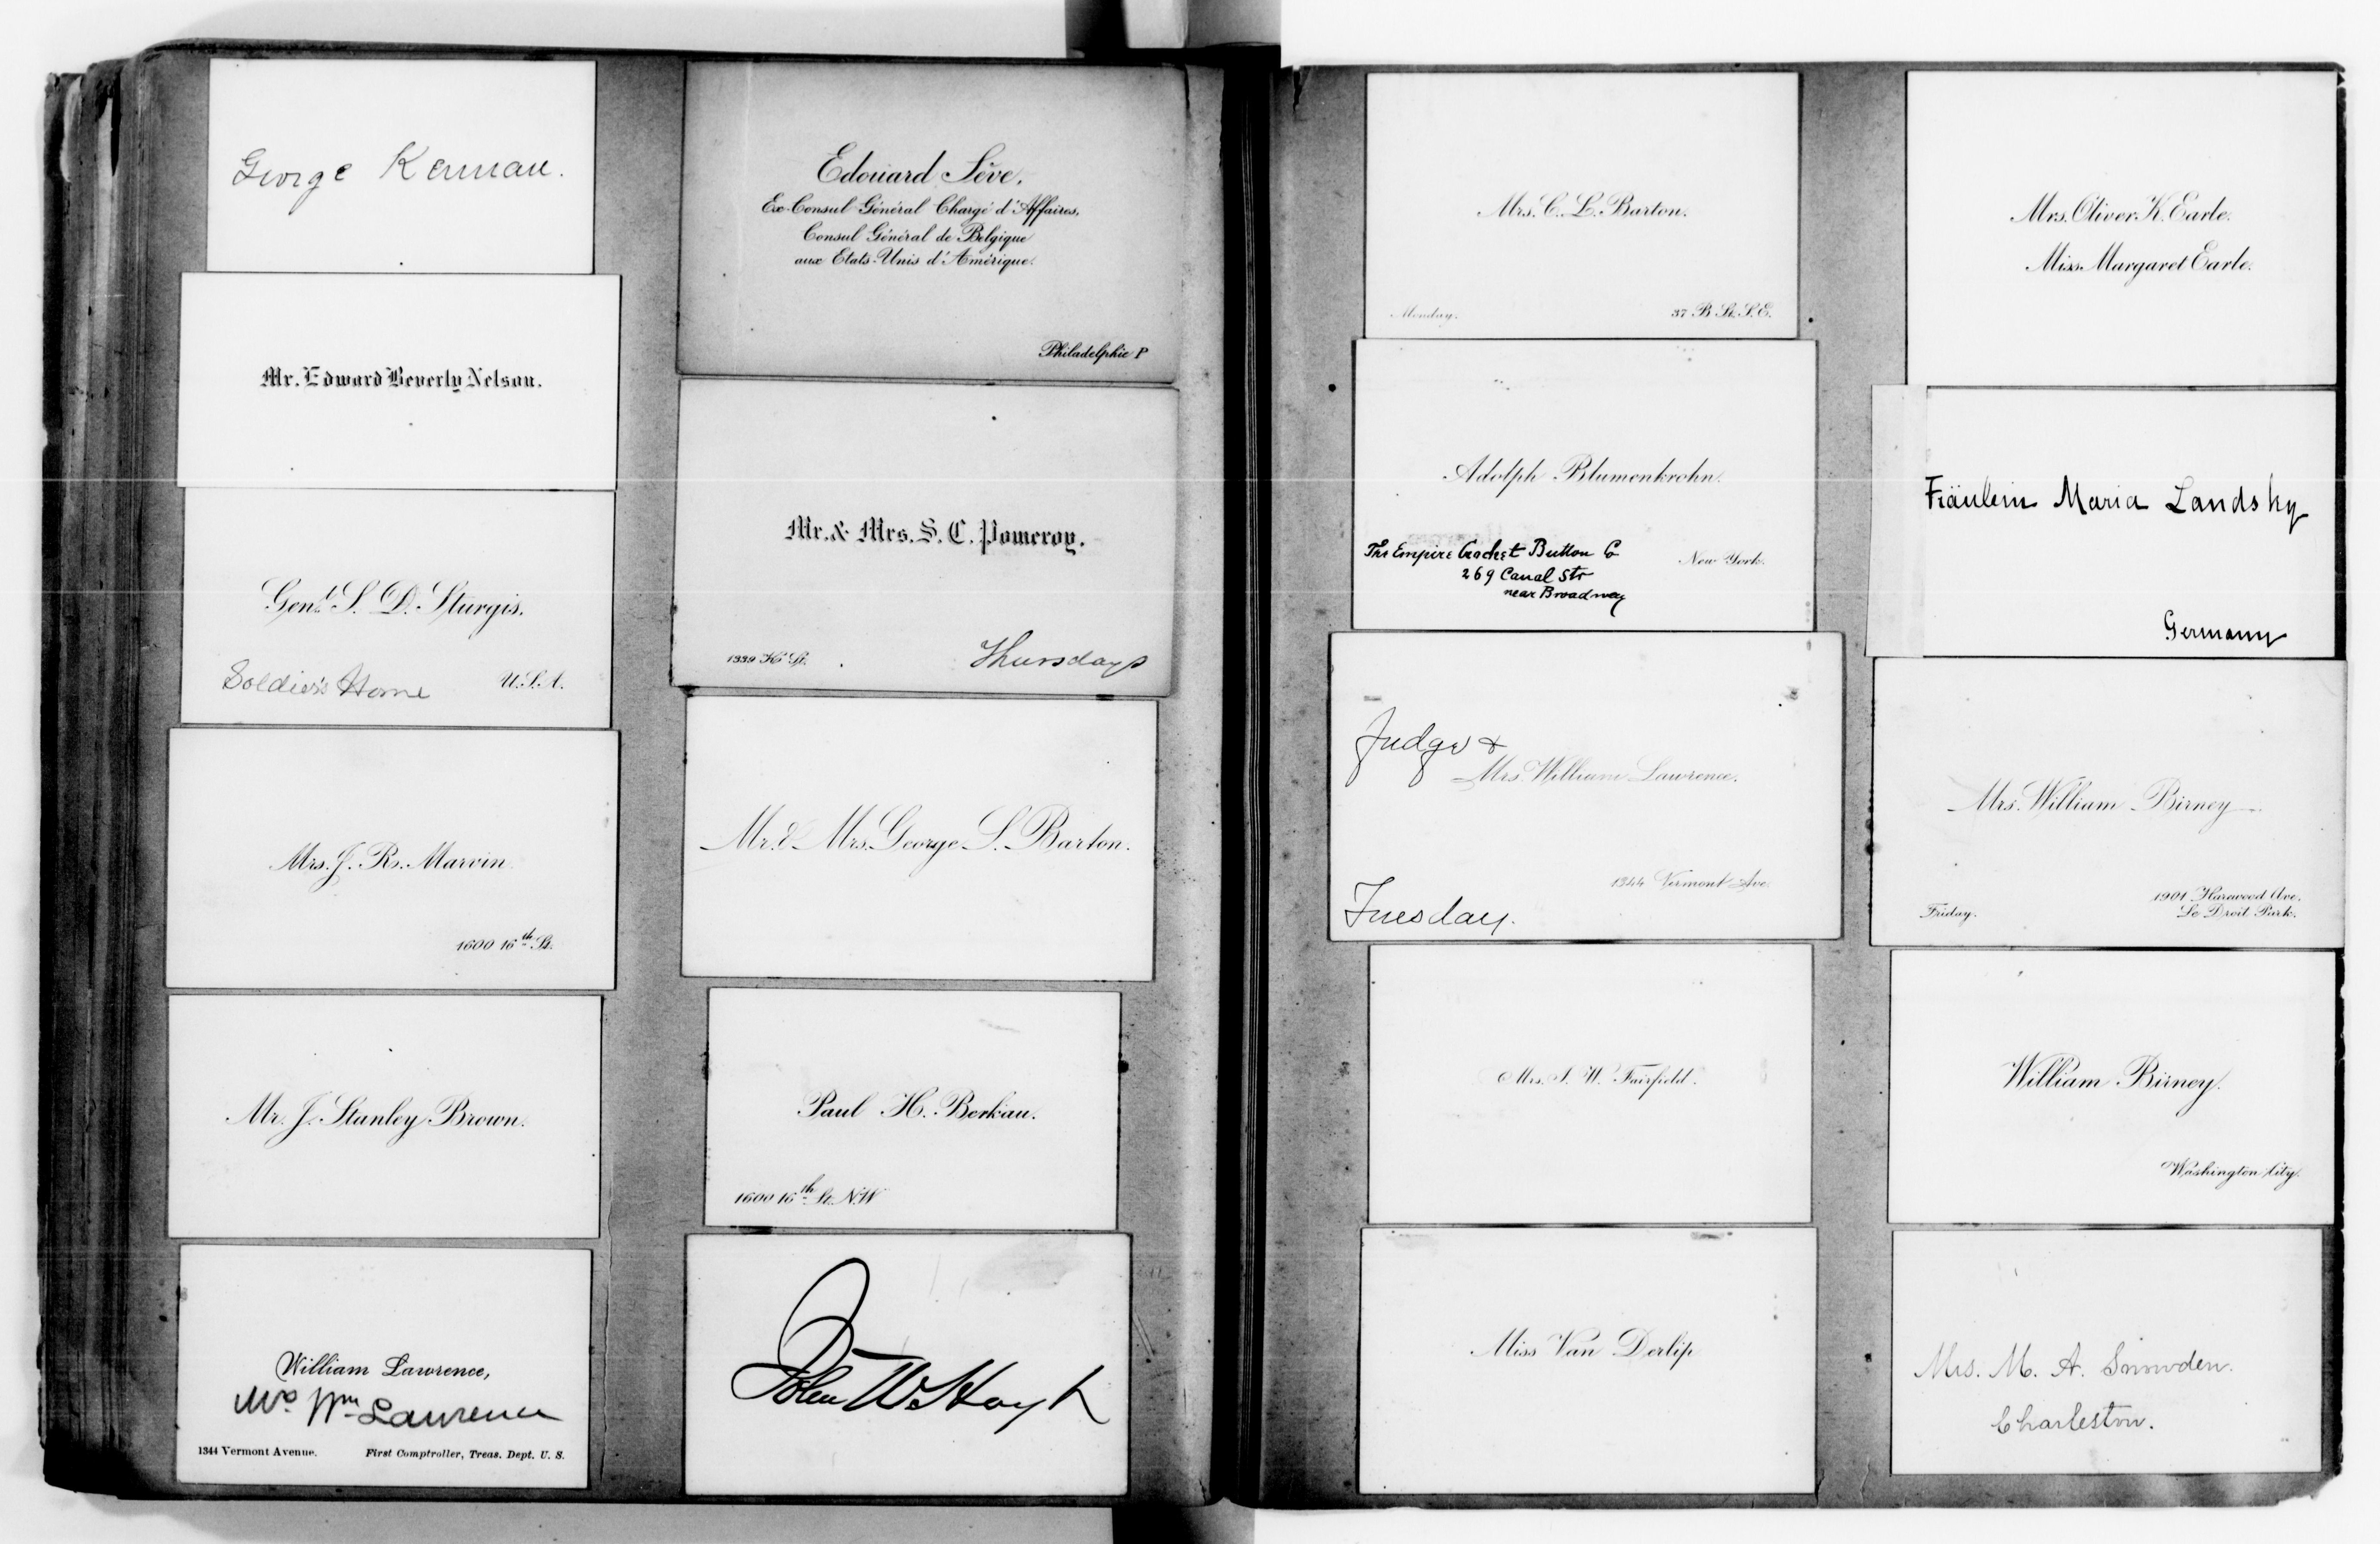 George Kennan.
Mr. Edward Beverly Nelson.
Genl. S. D. Sturgis.
Soldier's Home
U.S.A.
Mrs. J. R. Marvin
1600 16th St.
Mr. J. Stanley Brown.
William Lawrence,
Mrs. Wm Lawrence
1344 Vermont Avenue.
First Comptroller, Treas. Dept. U. S.
Edouard Sève.
Ex-Consul Général Chargé d'Affaires,
Consul Général de Belgique
aux Etats-Unis d'Amérique.
Philadelphie P
Mr. & Mrs. S. C. Pomeroy.
1339 K St.
Thursdays
Mr. & Mrs. George S. Barton.
Paul H. Berkau.
1600 16th St. N.W
John W. Hoyt
Mrs. C. L. Barton.
Monday.
37 B St. S.E.
Adolph Blumenkrohn.
The Empire Crochet Button Co
269 Canal Str
near Broadway
New York.
Judge &
Mrs. William Lawrence.
1344 Vermont Ave.
Tuesday.
Mrs. S. W. Fairfield.
Miss Van Derlip
Mrs. Oliver K. Earle.
Miss Margaret Earle.
Fräulein Maria Landsky
Germany
Mrs. William Birney
Friday.
1901 Harewood Ave.
Le Droit Park.
William Birney.
Washington City.
Mrs. M. A. Snowden.
Charleston.